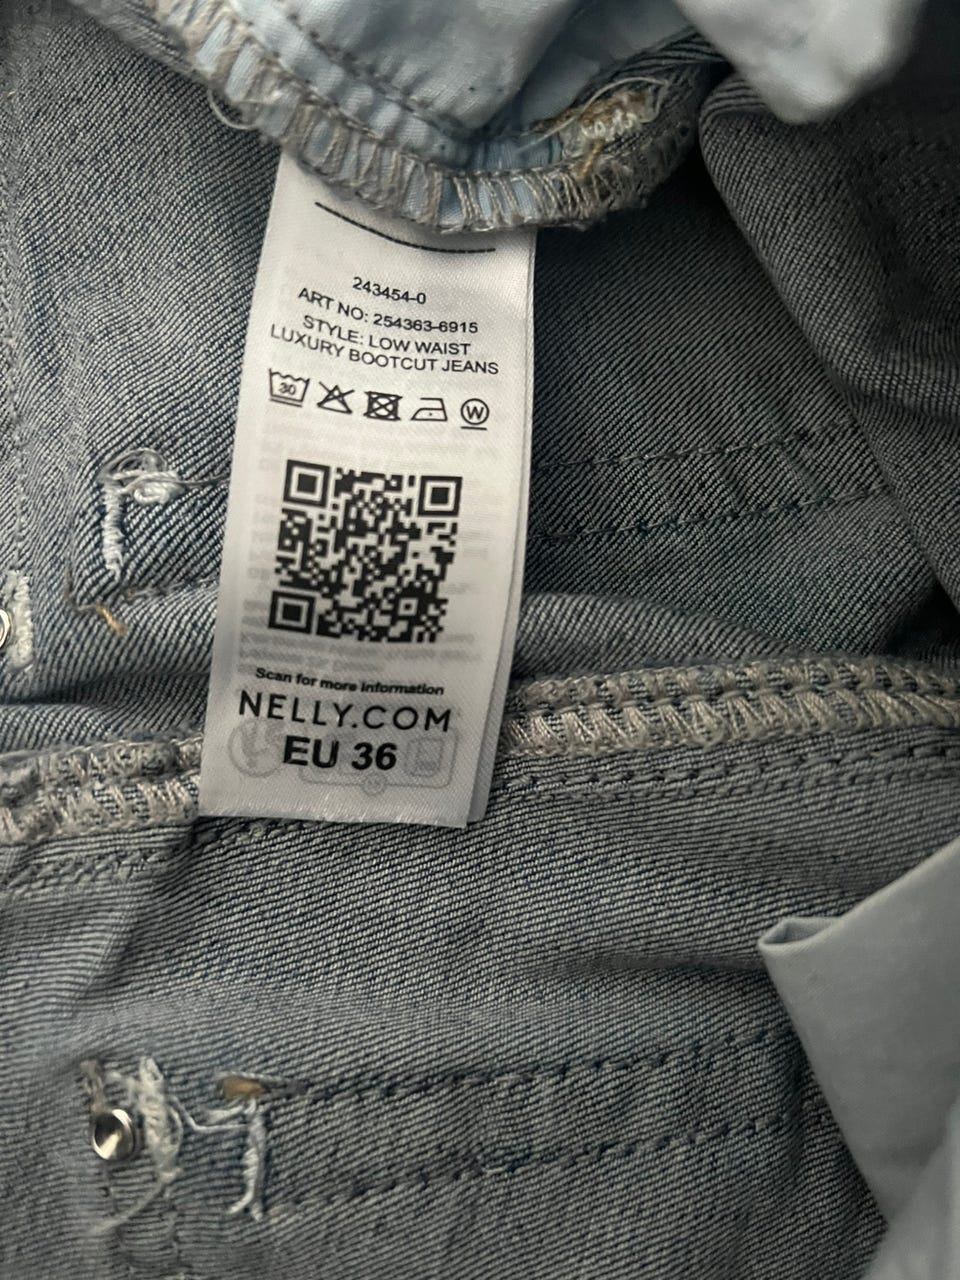 243454-0
ART NO: 254363-6915
STYLE: LOW WAIST
LUXURY BOOTCUT JEANS
30
W
Scan for more information
NELLY.COM
EU 36